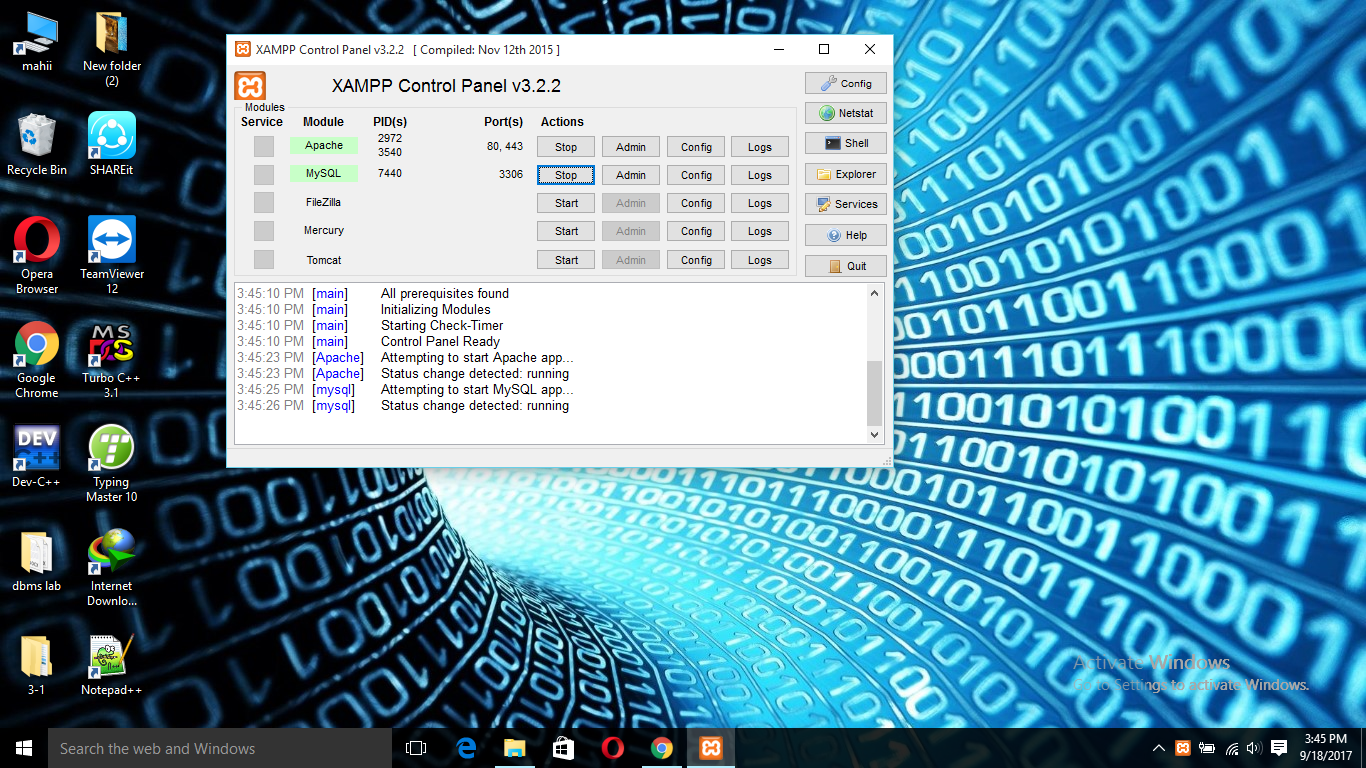 mahii
New folder
(2)
Recycle Bin
SHAREit
Opera
Browser
TeamViewer
12
Google
Chrome
MS
DOS
Turbo C++
3.1
DEV
C++
Dev-C++
Typing
Master 10
dbms lab
Internet
Downlo...
3-1
Notepad++
XAMPP Control Panel v3.2.2 [ Compiled: Nov 12th 2015 ]
XAMPP Control Panel v3.2.2
Modules
Service Module PID(s) Port(s) Actions
Apache 2972 3540 80, 443 Stop Admin Config Logs
MySQL 7440 3306 Stop Admin Config Logs
FileZilla Start Admin Config Logs
Mercury Start Admin Config Logs
Tomcat Start Admin Config Logs
Config
Netstat
Shell
Explorer
Services
Help
Quit
3:45:10 PM [main] All prerequisites found
3:45:10 PM [main] Initializing Modules
3:45:10 PM [main] Starting Check-Timer
3:45:10 PM [main] Control Panel Ready
3:45:23 PM [Apache] Attempting to start Apache app...
3:45:23 PM [Apache] Status change detected: running
3:45:25 PM [mysql] Attempting to start MySQL app...
3:45:26 PM [mysql] Status change detected: running
Activate Windows
Go to Settings to activate Windows.
Search the web and Windows
3:45 PM
9/18/2017